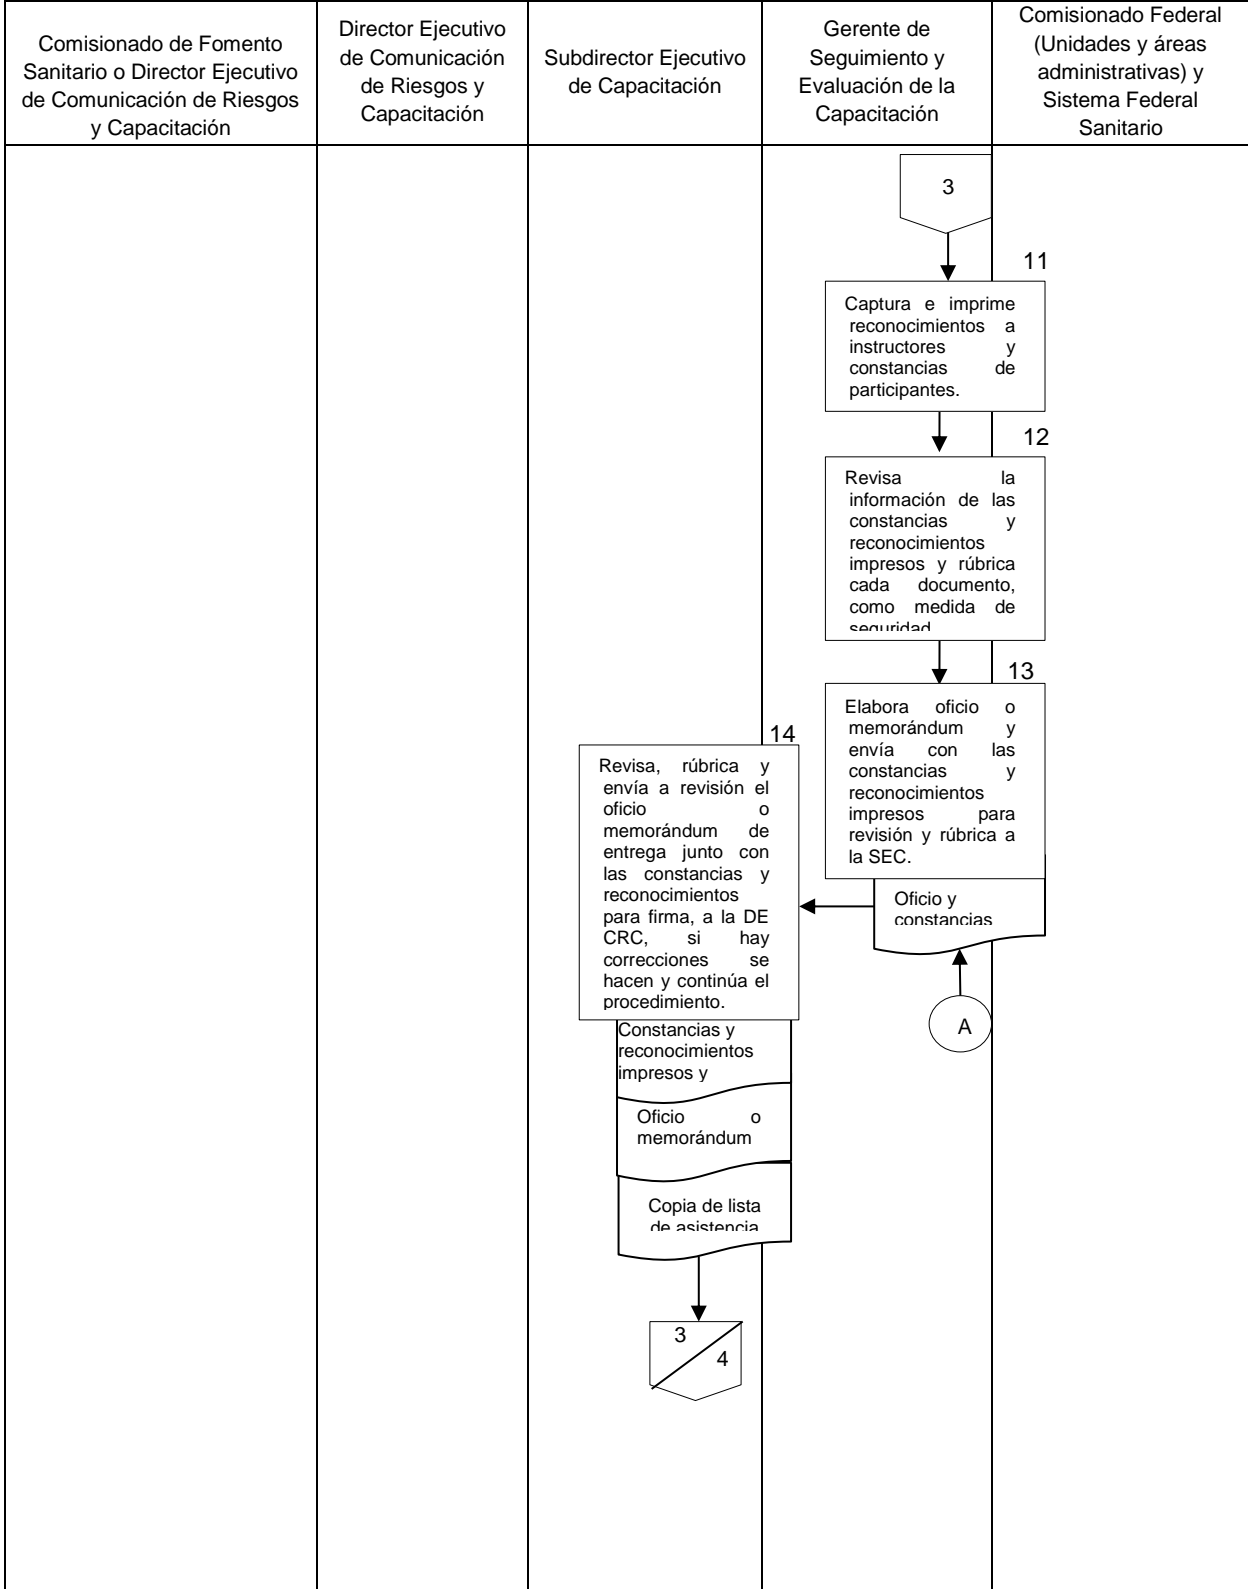 Comisionado de Fomento
Sanitario o Director Ejecutivo
de Comunicación de Riesgos
y Capacitación
Director Ejecutivo
de Comunicación
de Riesgos y
Capacitación
Subdirector Ejecutivo
de Capacitación
Gerente de
Seguimiento y
Evaluación de la
Capacitación
Comisionado Federal
(Unidades y áreas
administrativas) y
Sistema Federal
Sanitario
3
11
Captura e imprime
reconocimientos a
instructores y
constancias de
participantes.
12
Revisa la
información de las
constancias y
reconocimientos
impresos y rúbrica
cada documento,
como medida de
seguridad
13
Elabora oficio o
memorándum y
envía con las
constancias y
reconocimientos
impresos para
revisión y rúbrica a
la SEC.
Oficio y
constancias
A
14
Revisa, rúbrica y
envía a revisión el
oficio o
memorándum de
entrega junto con
las constancias y
reconocimientos
para firma, a la DE
CRC, si hay
correcciones se
hacen y continúa el
procedimiento.
Constancias y
reconocimientos
impresos y
Oficio o
memorándum
Copia de lista
de asistencia
3
4